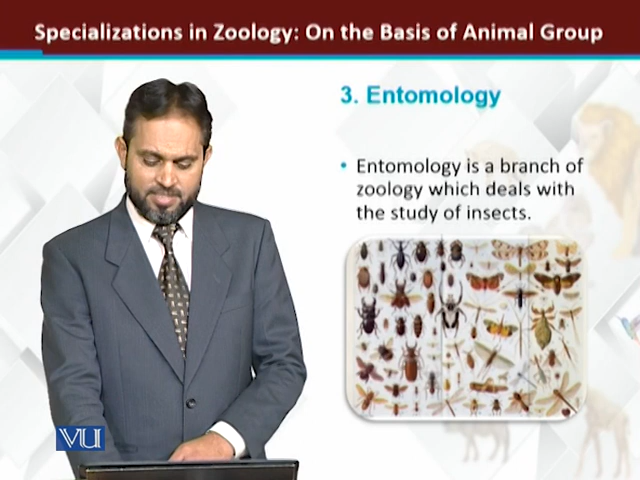 Specializations in Zoology: On the Basis of Animal Group
3. Entomology
• Entomology is a branch of
zoology which deals with
the study of insects.
VU